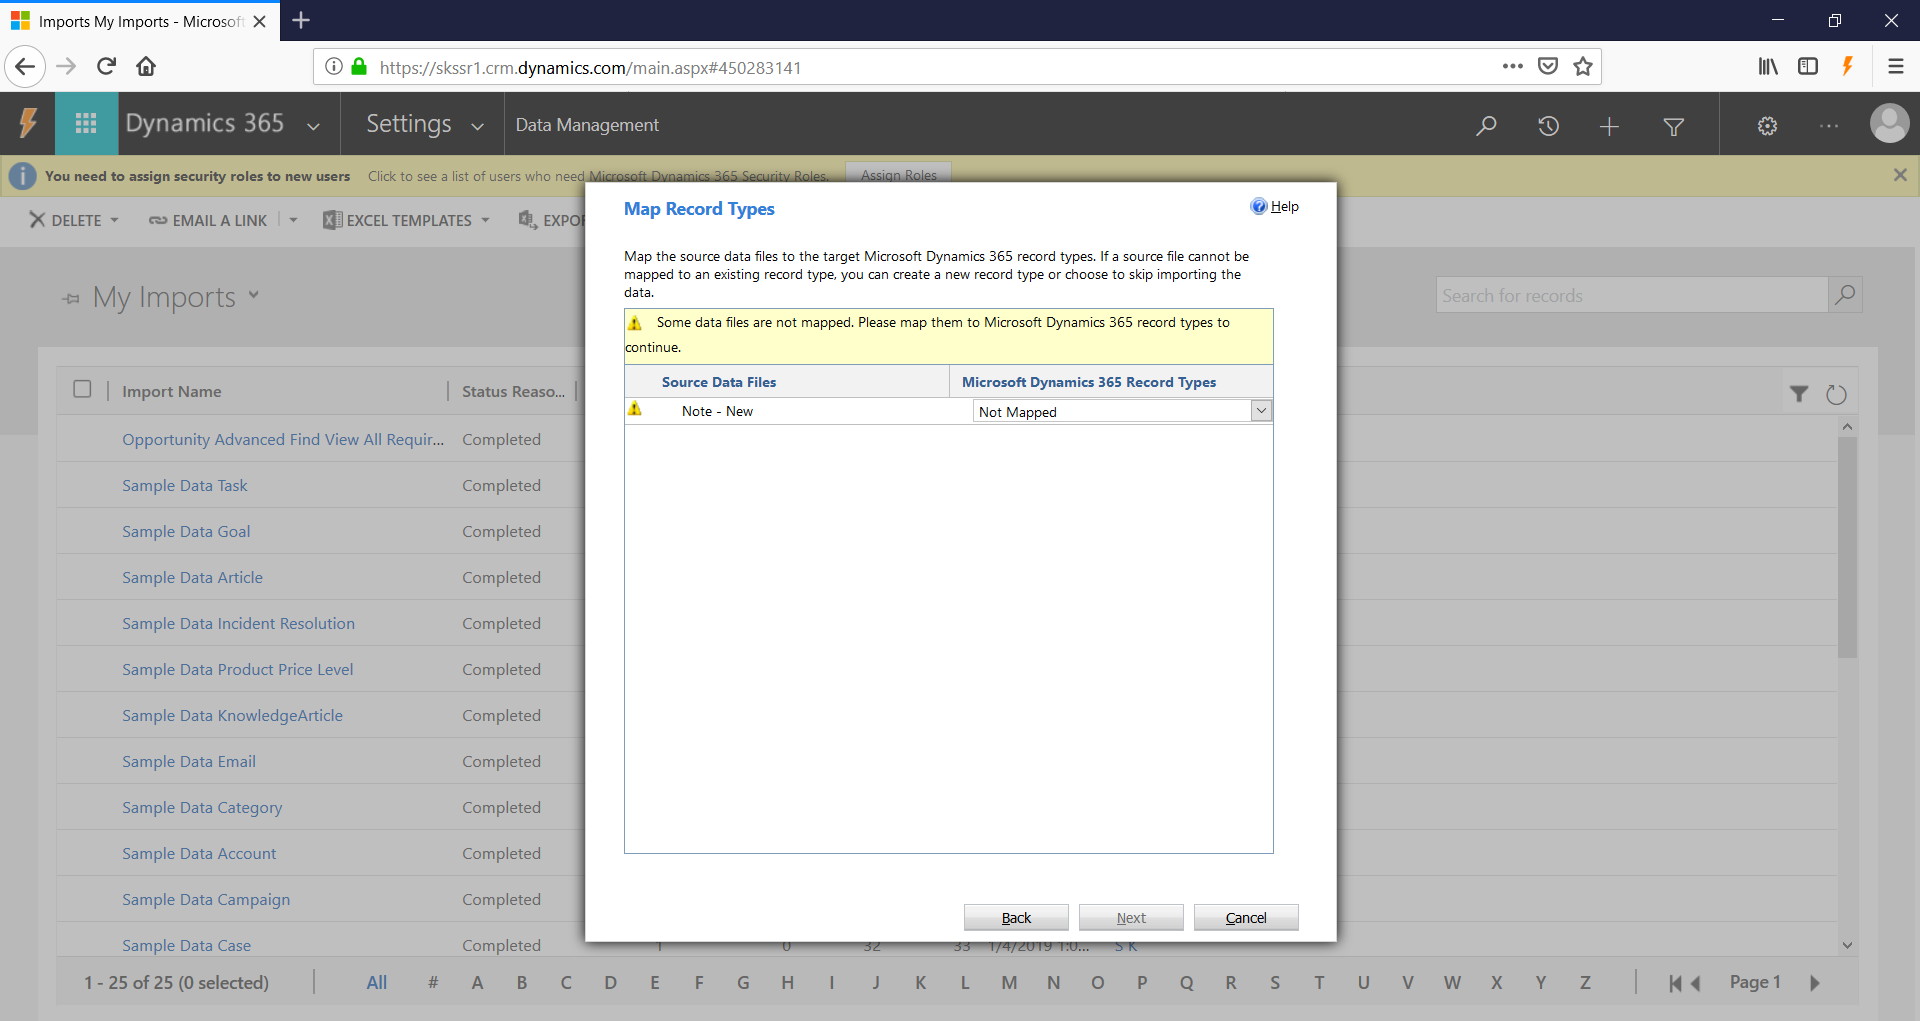 Imports My Imports - Microsoft
https://skssr1.crm.dynamics.com/main.aspx#450283141
Dynamics 365
Settings
Data Management
You need to assign security roles to new users
Click to see a list of users who need Microsoft Dynamics 365 Security Roles.
Assign Roles
DELETE
EMAIL A LINK
EXCEL TEMPLATES
EXPOR
My Imports
Search for records
Import Name
Status Reaso...
Opportunity Advanced Find View All Requir... Completed
Sample Data Task Completed
Sample Data Goal Completed
Sample Data Article Completed
Sample Data Incident Resolution Completed
Sample Data Product Price Level Completed
Sample Data KnowledgeArticle Completed
Sample Data Email Completed
Sample Data Category Completed
Sample Data Account Completed
Sample Data Campaign Completed
Sample Data Case Completed 1 0 32 33 1/4/2019 1:0... S K
Map Record Types
Help
Map the source data files to the target Microsoft Dynamics 365 record types. If a source file cannot be
mapped to an existing record type, you can create a new record type or choose to skip importing the
data.
Some data files are not mapped. Please map them to Microsoft Dynamics 365 record types to
continue.
Source Data Files
Microsoft Dynamics 365 Record Types
Note - New
Not Mapped
Back
Next
Cancel
1 - 25 of 25 (0 selected)
All # A B C D E F G H I J K L M N O P Q R S T U V W X Y Z
Page 1